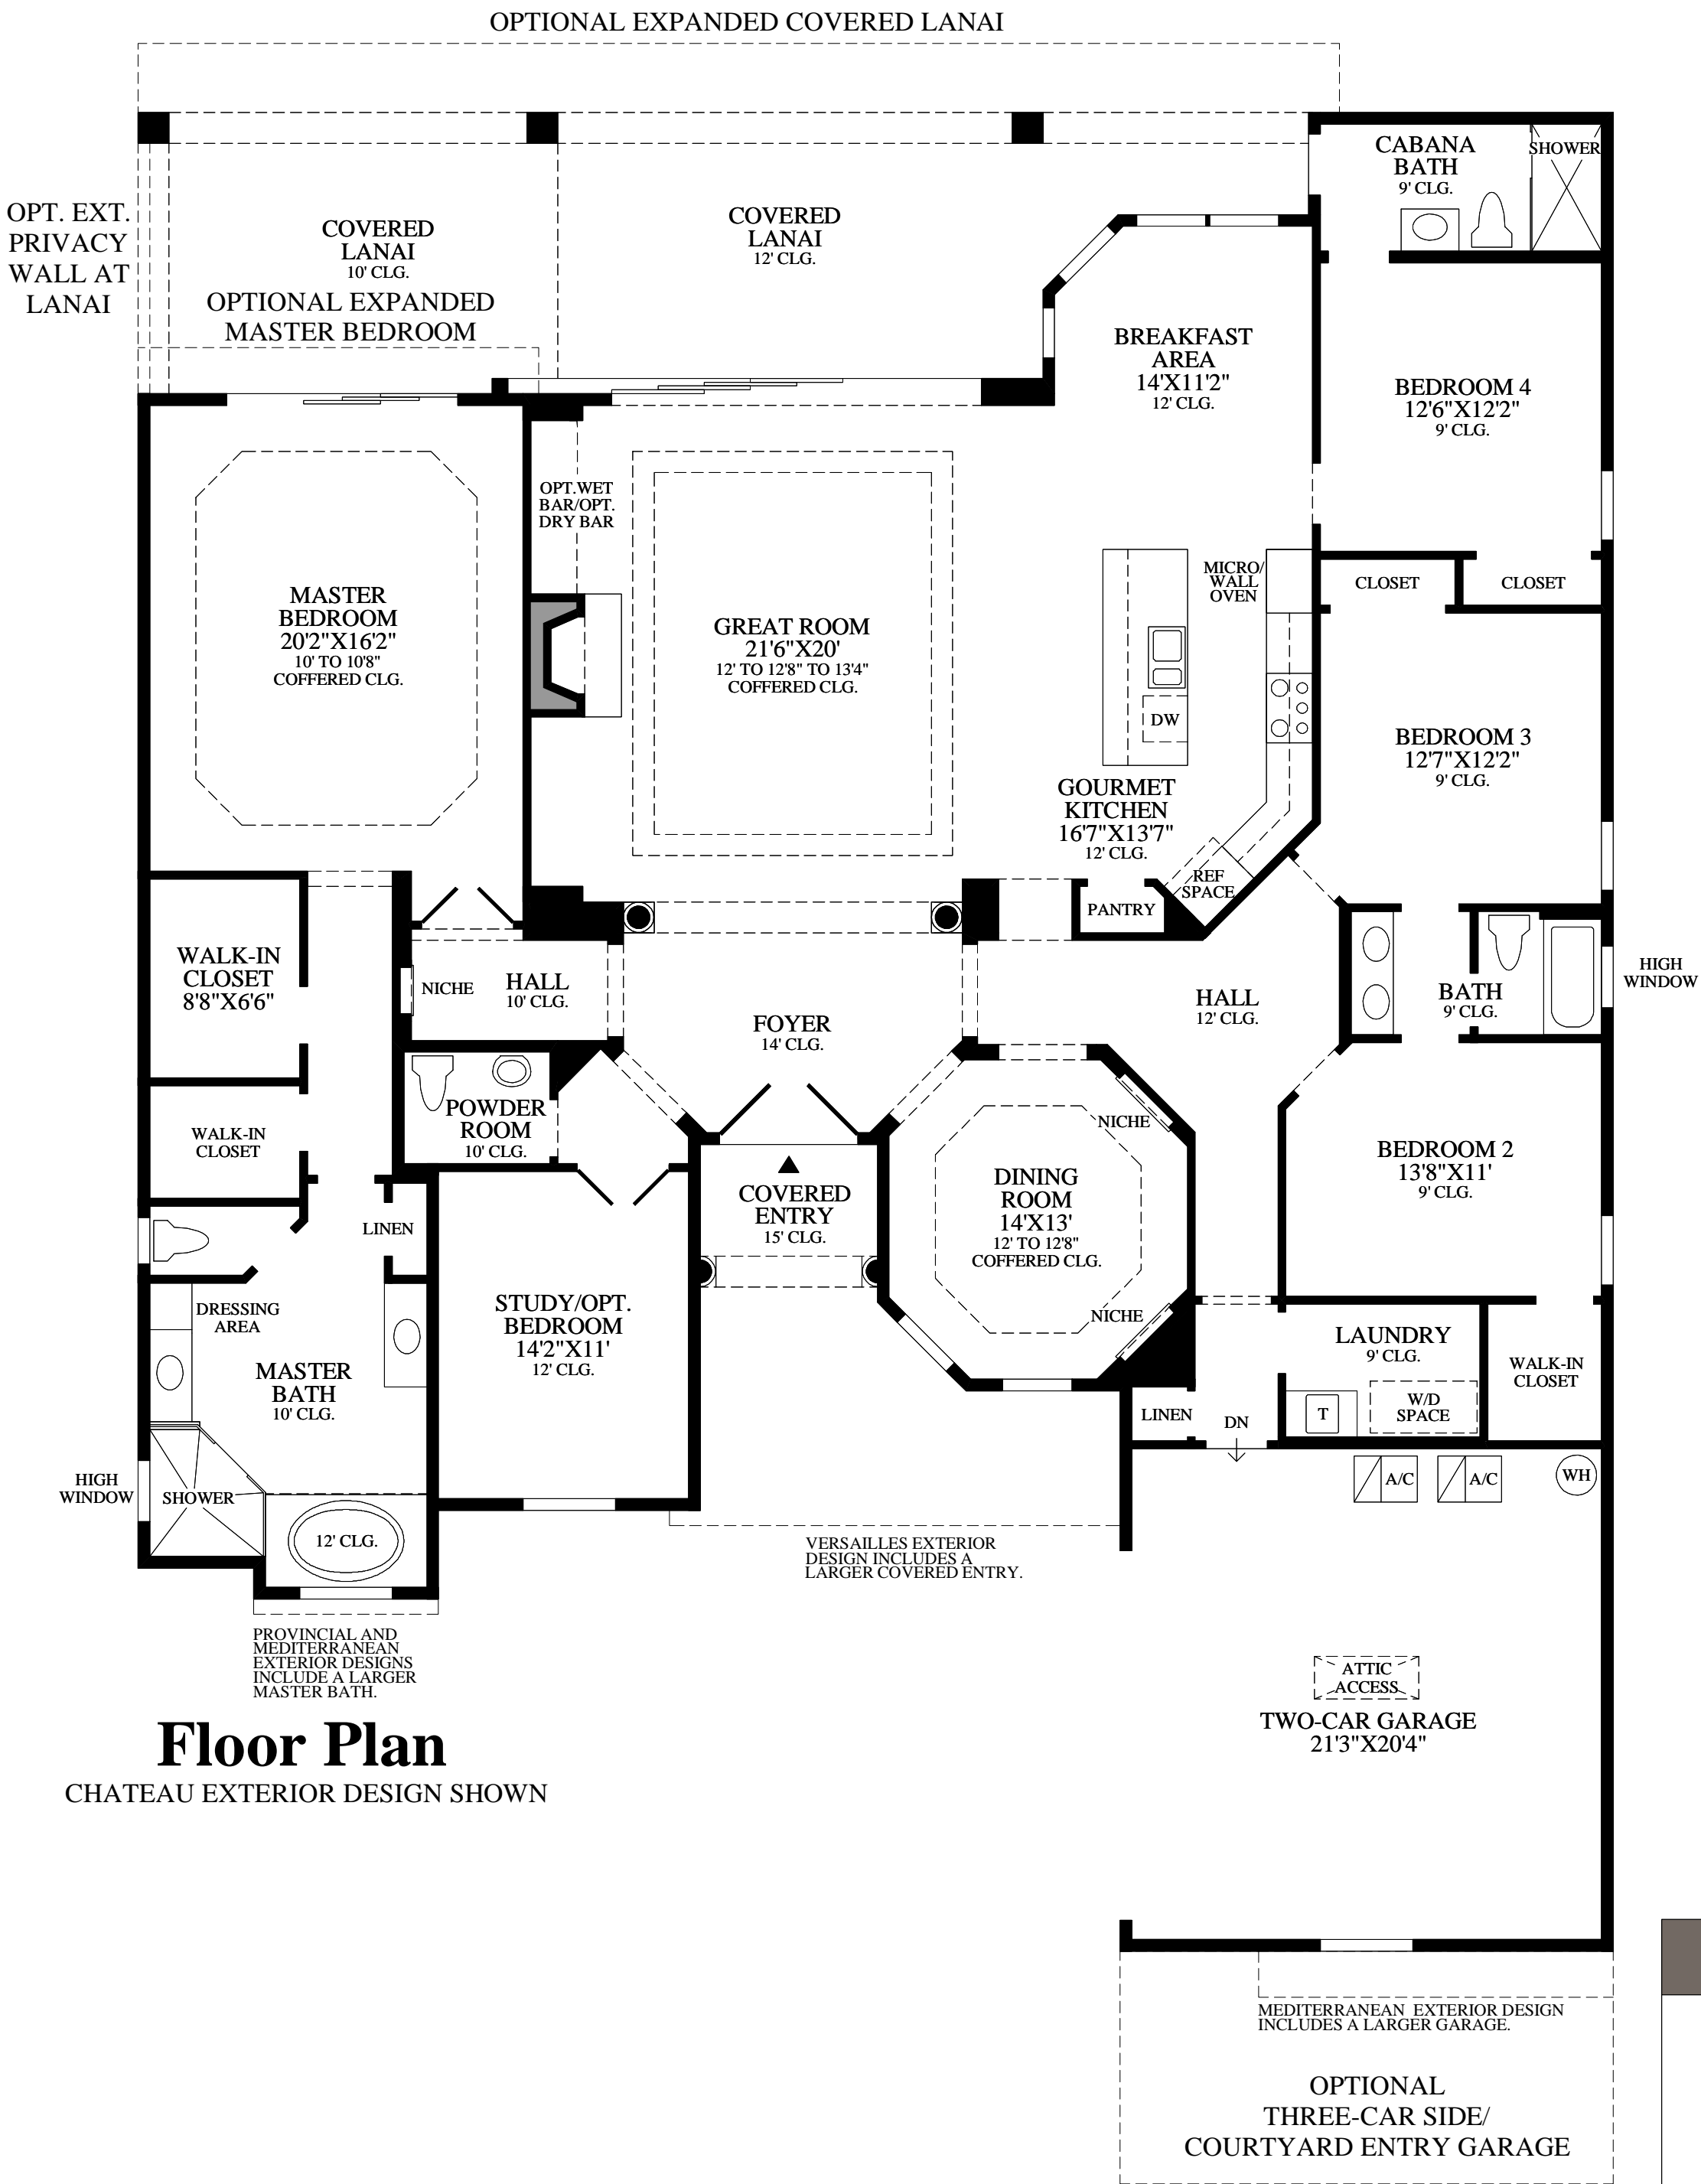 OPTIONAL EXPANDED COVERED LANAI
CABANA
BATH
9' CLG.
SHOWER
OPT. EXT.
PRIVACY
WALL AT
LANAI
COVERED
LANAI
10' CLG.
OPTIONAL EXPANDED
MASTER BEDROOM
COVERED
LANAI
12' CLG.
BREAKFAST
AREA
14'X11'2"
12' CLG.
BEDROOM 4
12'6"X12'2"
9' CLG.
OPT.WET
BAR/OPT.
DRY BAR
MICRO/
WALL
OVEN
CLOSET
CLOSET
MASTER
BEDROOM
20'2"X16'2"
10' TO 10'8"
COFFERED CLG.
GREAT ROOM
21'6"X20'
12' TO 12'8" TO 13'4"
COFFERED CLG.
DW
BEDROOM 3
12'7"X12'2"
9' CLG.
GOURMET
KITCHEN
16'7"X13'7"
12' CLG.
REF
SPACE
PANTRY
WALK-IN
CLOSET
8'8"X6'6"
NICHE
HALL
10' CLG.
FOYER
14' CLG.
HALL
12' CLG.
BATH
9' CLG.
HIGH
WINDOW
WALK-IN
CLOSET
POWDER
ROOM
10' CLG.
NICHE
BEDROOM 2
13'8"X11'
9' CLG.
LINEN
COVERED
ENTRY
15' CLG.
DINING
ROOM
14'X13'
12' TO 12'8"
COFFERED CLG.
NICHE
DRESSING
AREA
STUDY/OPT.
BEDROOM
14'2"X11'
12' CLG.
MASTER
BATH
10' CLG.
LAUNDRY
9' CLG.
WALK-IN
CLOSET
LINEN
DN
T
W/D
SPACE
HIGH
WINDOW
SHOWER
12' CLG.
A/C
A/C
WH
VERSAILLES EXTERIOR
DESIGN INCLUDES A
LARGER COVERED ENTRY.
PROVINCIAL AND
MEDITERRANEAN
EXTERIOR DESIGNS
INCLUDE A LARGER
MASTER BATH.
ATTIC
ACCESS
TWO-CAR GARAGE
21'3"X20'4"
Floor Plan
CHATEAU EXTERIOR DESIGN SHOWN
MEDITERRANEAN EXTERIOR DESIGN
INCLUDES A LARGER GARAGE.
OPTIONAL
THREE-CAR SIDE/
COURTYARD ENTRY GARAGE